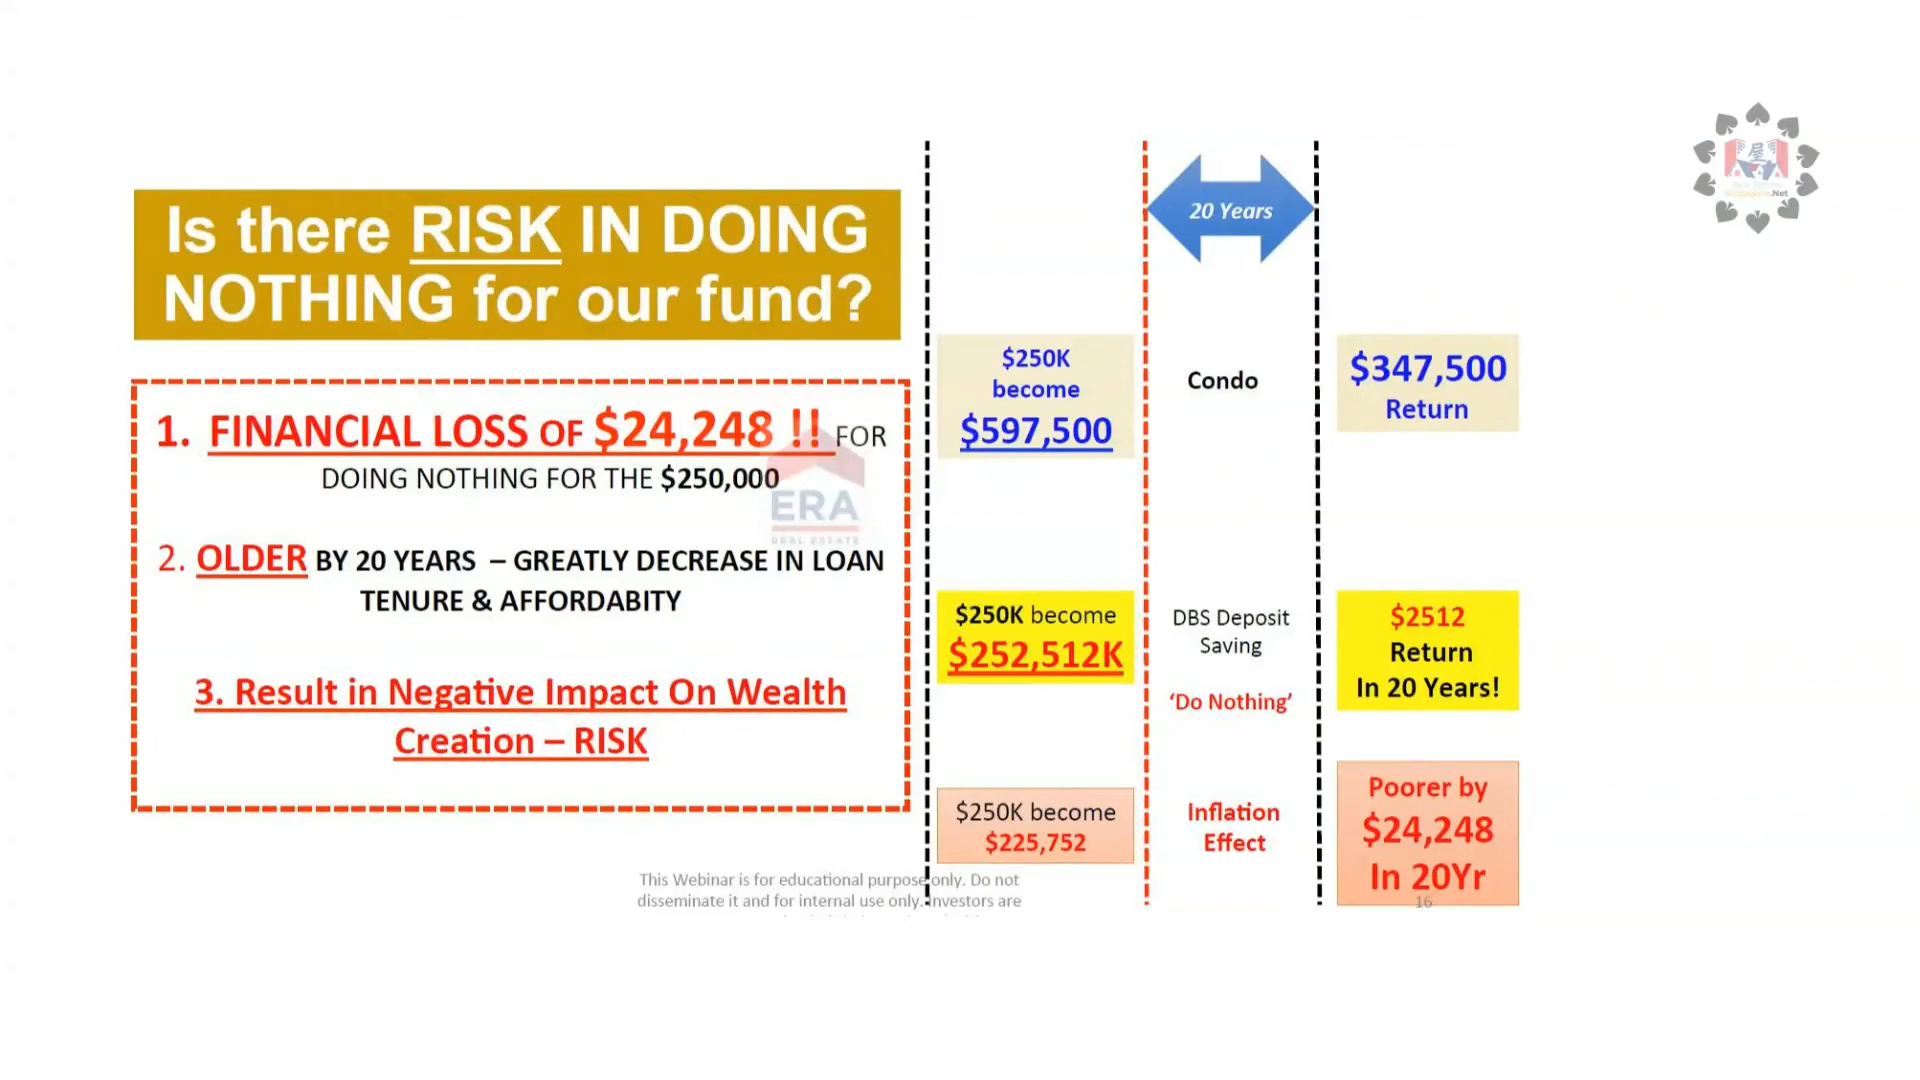 Is there RISK IN DOING
NOTHING for our fund?
1. FINANCIAL LOSS OF $24,248 !! FOR
DOING NOTHING FOR THE $250,000
2. OLDER BY 20 YEARS – GREATLY DECREASE IN LOAN
TENURE & AFFORDABITY
3. Result in Negative Impact On Wealth
Creation – RISK
ERA
REAL ESTATE
This Webinar is for educational purpose only. Do not
disseminate it and for internal use only. Investors are
20 Years
$250K
become
$597,500
Condo
$347,500
Return
$250K become
$252,512K
DBS Deposit
Saving
'Do Nothing'
$2512
Return
In 20 Years!
$250K become
$225,752
Inflation
Effect
Poorer by
$24,248
In 20Yr
16
屋
.Net